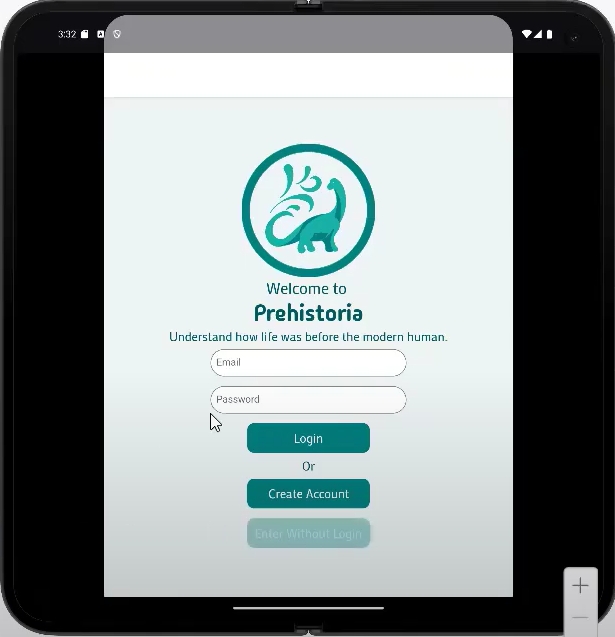 3:32
Welcome to
Prehistoria
Understand how life was before the modern human.
Email
Password
Login
Or
Create Account
Enter Without Login